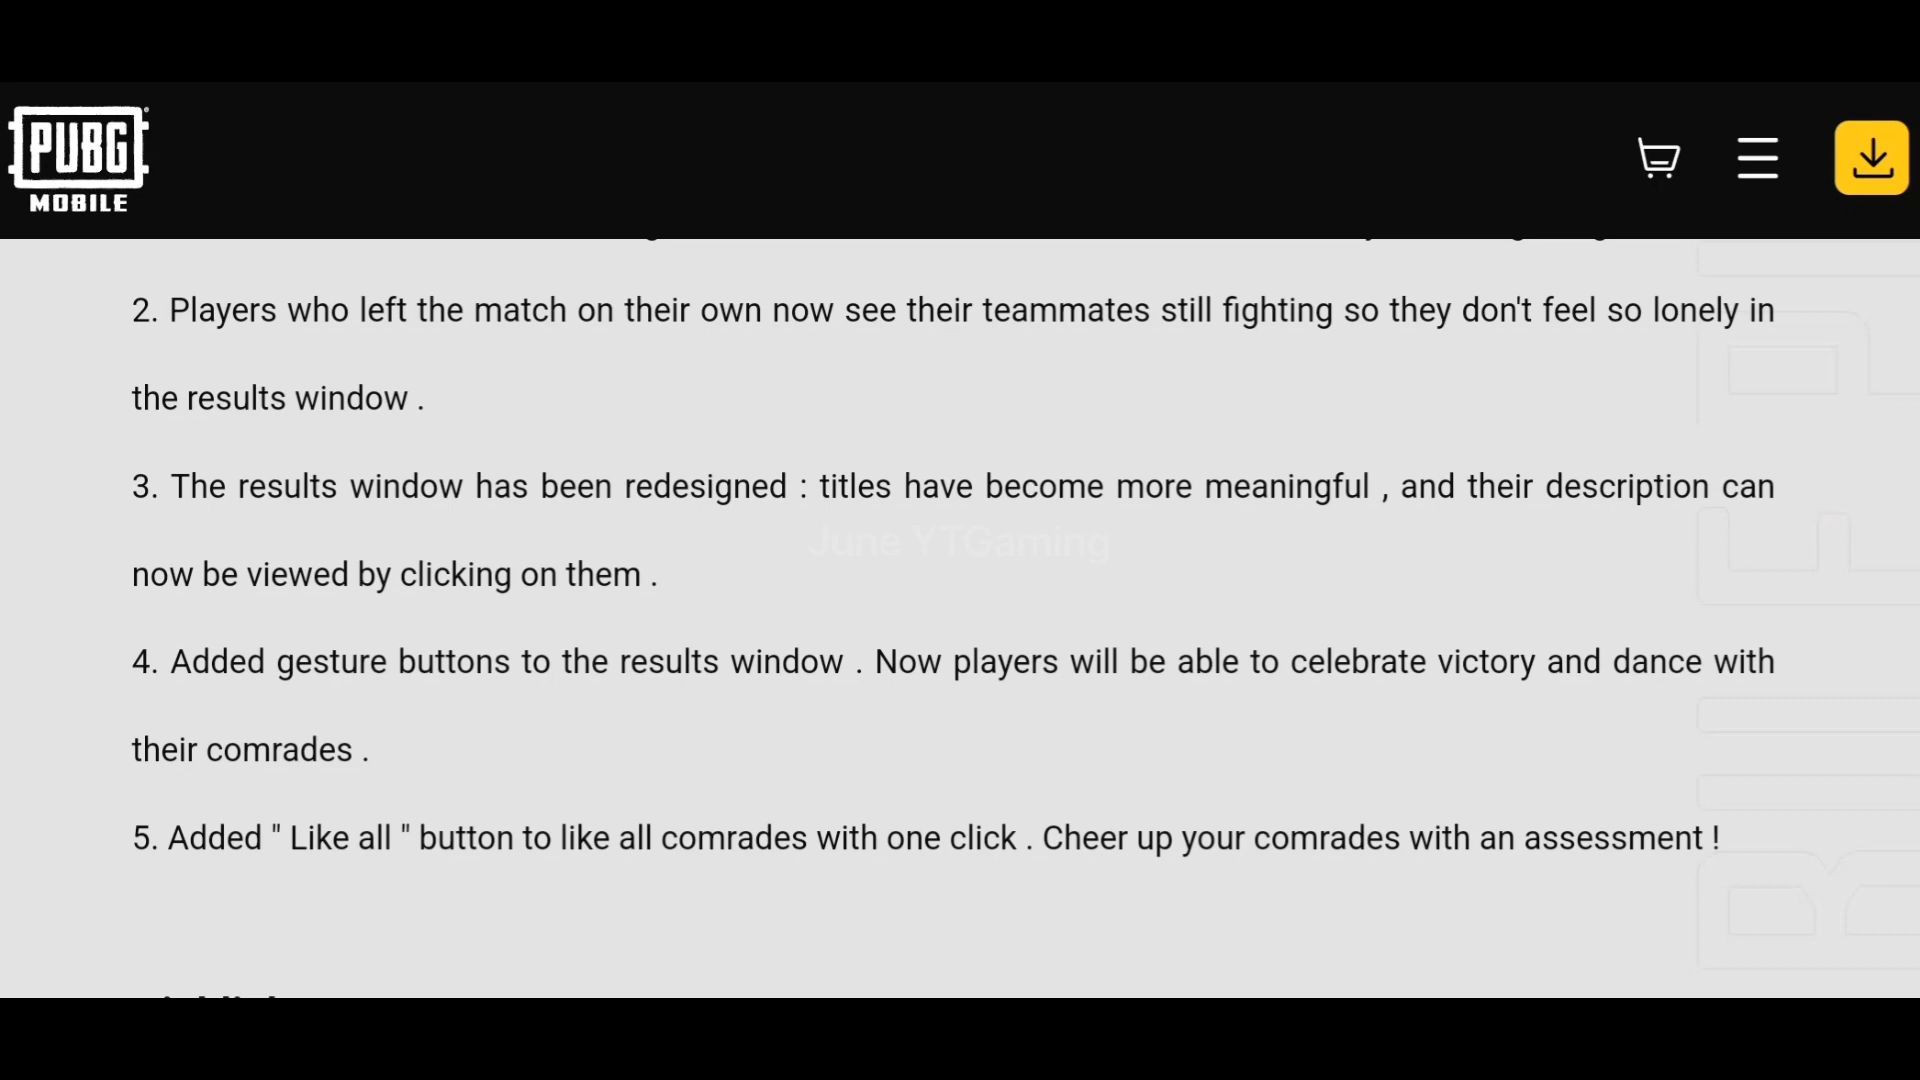 PUBG
MOBILE
2. Players who left the match on their own now see their teammates still fighting so they don't feel so lonely in
the results window .
3. The results window has been redesigned : titles have become more meaningful , and their description can
June YTGaming
now be viewed by clicking on them .
4. Added gesture buttons to the results window . Now players will be able to celebrate victory and dance with
their comrades .
5. Added " Like all " button to like all comrades with one click . Cheer up your comrades with an assessment !